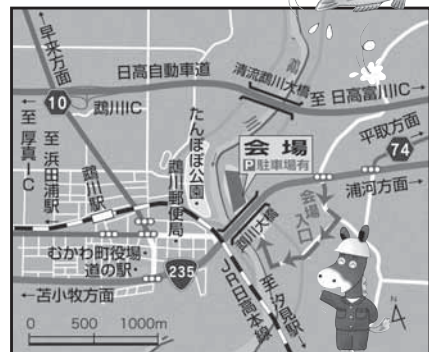 ↑早来方面
日高自動車道
清流鵡川大橋
至 日高富川IC→
10
鵡川IC
←至 厚真IC
至 浜田浦駅
鵡川駅
たんぽぽ公園・
鵡川郵便局・
鵡川
会場
P駐車場有
平取方面
74
浦河方面→
会場入口
鵡川大橋
むかわ町役場・
道の駅・
235
JR日高本線
至 汐見駅
←苫小牧方面
0 500 1000m
N